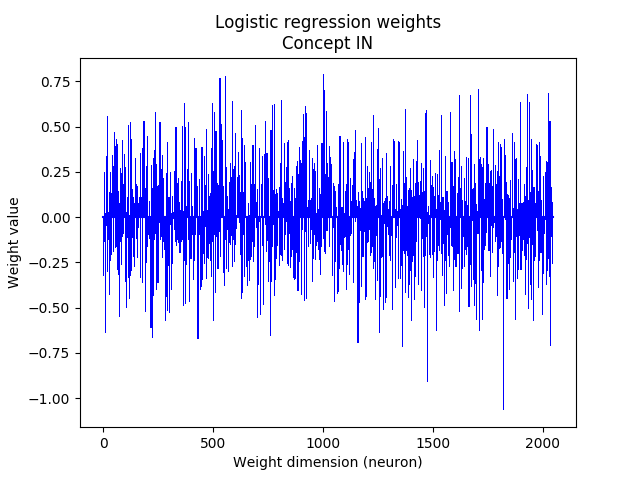 Logistic regression weights
Concept IN
0.75
0.50
0.25
0.00
−0.25
−0.50
−0.75
−1.00
Weight value
0 500 1000 1500 2000
Weight dimension (neuron)